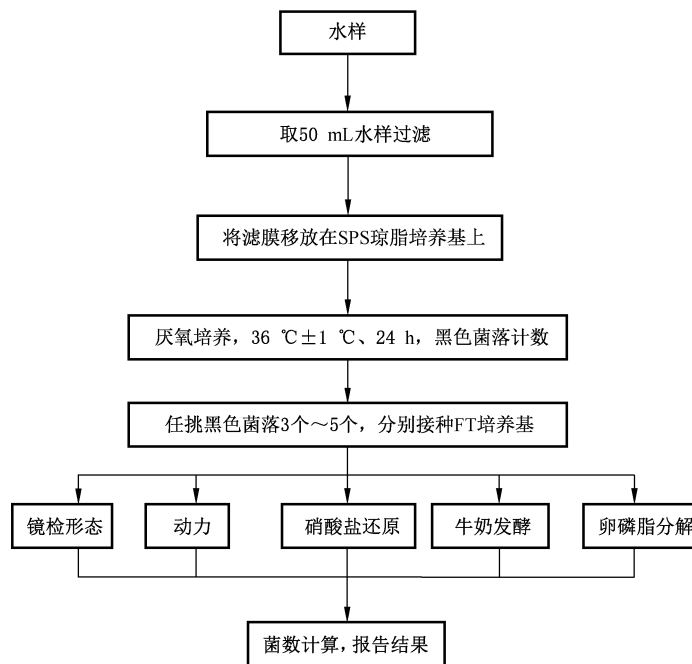 水样
取50 mL水样过滤
将滤膜移放在SPS琼脂培养基上
厌氧培养，36 ℃±1 ℃、24 h，黑色菌落计数
任挑黑色菌落3个～5个，分别接种FT培养基
镜检形态
动力
硝酸盐还原
牛奶发酵
卵磷脂分解
菌数计算，报告结果